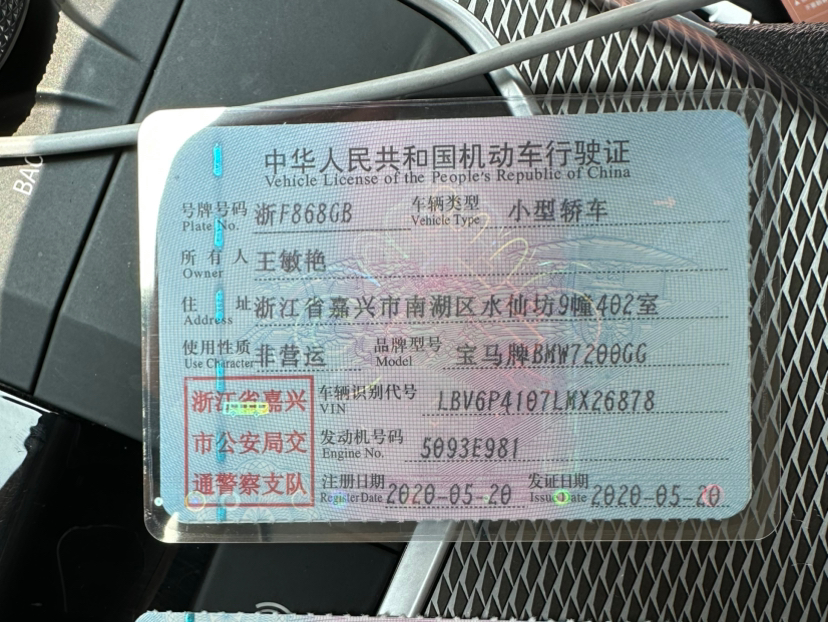 BAC
中华人民共和国机动车行驶证
Vehicle License of the People's Republic of China
号牌号码 浙F868GB 车辆类型 小型轿车
Plate No. Vehicle Type
所有人 王敏艳
Owner
住址 浙江省嘉兴市南湖区水仙坊9幢402室
Address
使用性质 非营运 品牌型号 宝马牌BMW7200GG
Use Character Model
浙江省嘉兴 车辆识别代号 LBV6P4107LMX26878
VIN
市公安局交 发动机号码 5093E981
Engine No.
通警察支队 注册日期 2020-05-20 发证日期 2020-05-20
Register Date Issue Date